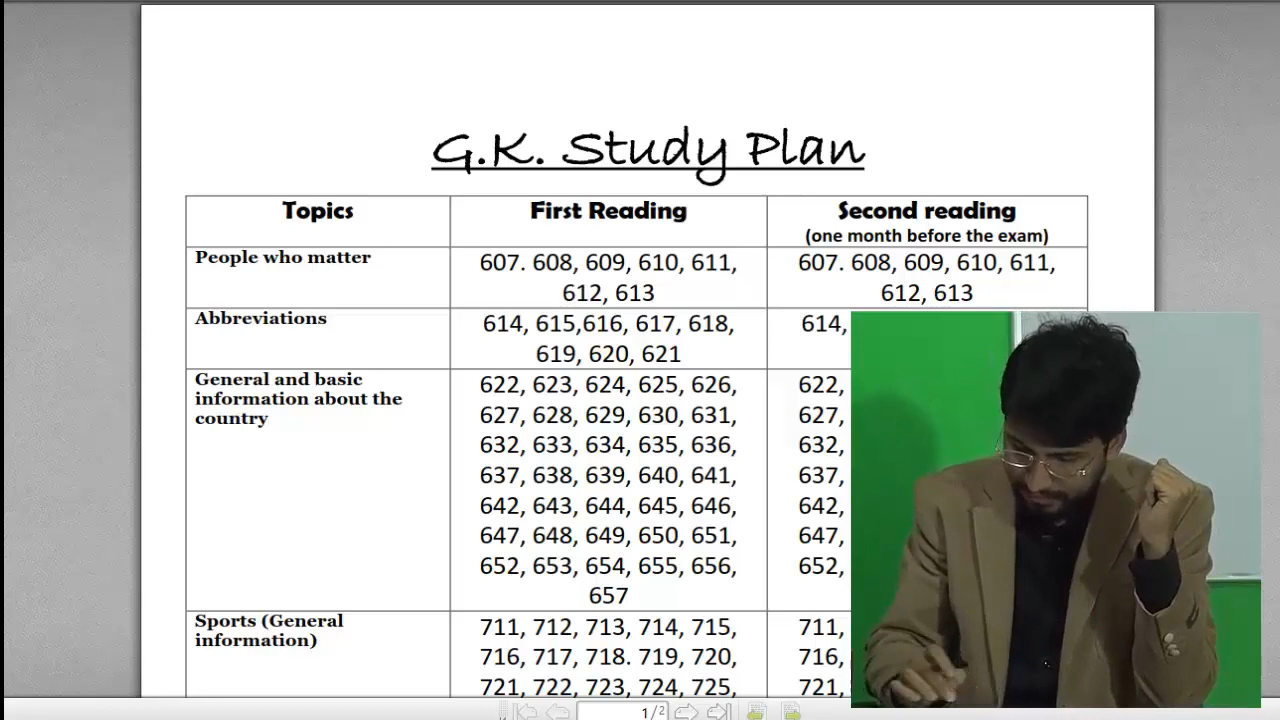 G.K. Study Plan
Topics First Reading Second reading
(one month before the exam)
People who matter 607. 608, 609, 610, 611, 607. 608, 609, 610, 611,
612, 613 612, 613
Abbreviations 614, 615,616, 617, 618, 614,
619, 620, 621
General and basic 622, 623, 624, 625, 626, 622,
information about the 627, 628, 629, 630, 631, 627,
country 632, 633, 634, 635, 636, 632,
637, 638, 639, 640, 641, 637,
642, 643, 644, 645, 646, 642,
647, 648, 649, 650, 651, 647,
652, 653, 654, 655, 656, 652,
657
Sports (General 711, 712, 713, 714, 715, 711,
information) 716, 717, 718. 719, 720, 716,
721, 722, 723, 724, 725, 721,
1/2